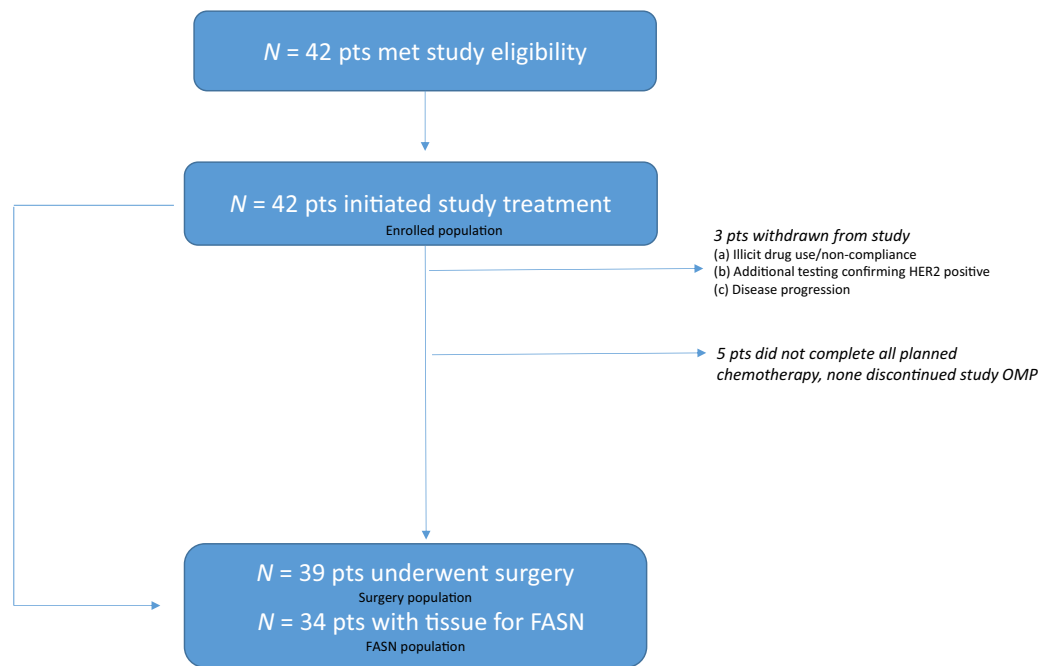 N = 42 pts met study eligibility
N = 42 pts initiated study treatment
Enrolled population
3 pts withdrawn from study
(a) Illicit drug use/non-compliance
(b) Additional testing confirming HER2 positive
(c) Disease progression
5 pts did not complete all planned
chemotherapy, none discontinued study OMP
N = 39 pts underwent surgery
Surgery population
N = 34 pts with tissue for FASN
FASN population